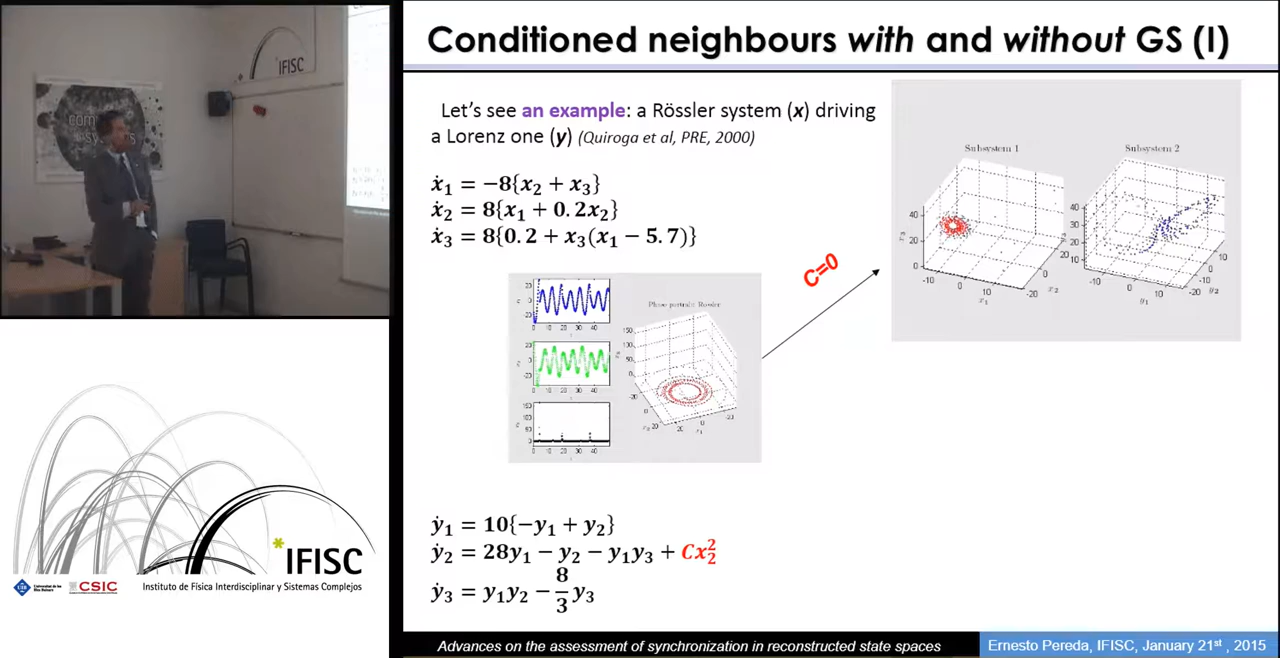 Conditioned neighbours with and without GS (I)
Let's see an example: a Rössler system (x) driving
a Lorenz one (y) (Quiroga et al, PRE, 2000)
ẋ₁ = −8{x₂ + x₃}
ẋ₂ = 8{x₁ + 0.2x₂}
ẋ₃ = 8{0.2 + x₃(x₁ − 5.7)}
C=0
Subsystem 1
Subsystem 2
Phase portrait Rossler
ẏ₁ = 10{−y₁ + y₂}
ẏ₂ = 28y₁ − y₂ − y₁y₃ + Cx₂²
ẏ₃ = y₁y₂ − 8/3 y₃
IFISC
IFISC
CSIC
Instituto de Física Interdisciplinar y Sistemas Complejos
Advances on the assessment of synchronization in reconstructed state spaces
Ernesto Pereda, IFISC, January 21st , 2015